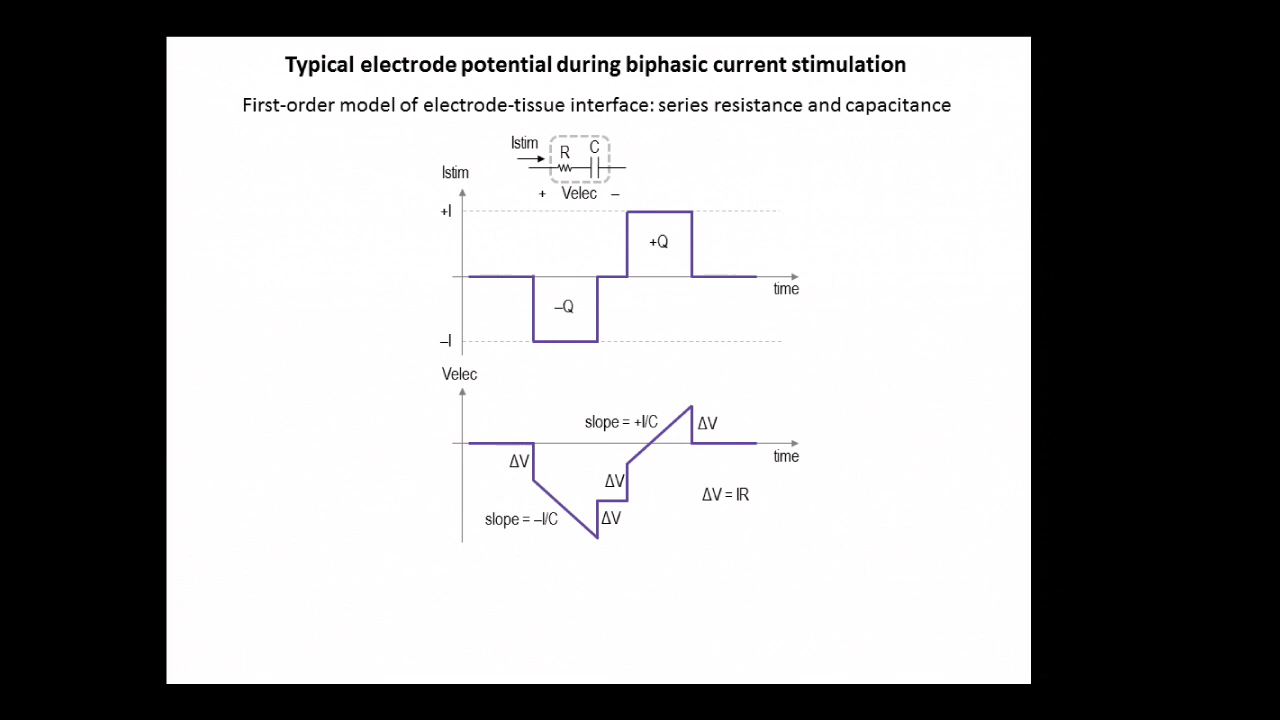 Typical electrode potential during biphasic current stimulation
First-order model of electrode-tissue interface: series resistance and capacitance
Istim
R
C
+ Velec –
Istim
+I
+Q
time
–Q
–I
Velec
slope = +I/C
ΔV
time
ΔV
ΔV
ΔV = IR
slope = –I/C
ΔV